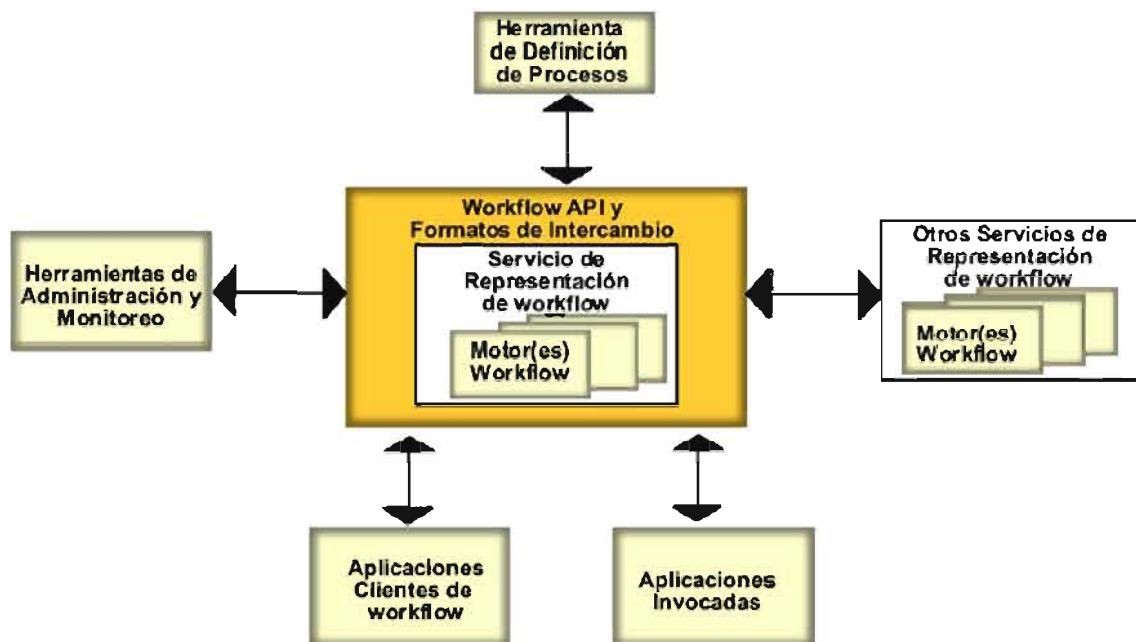 Herramienta
de Definición
de Procesos
Workflow API y
Formatos de Intercambio
Servicio de
Representación
de workflow
Motor(es)
Workflow
Herramientas de
Administración y
Monitoreo
Otros Servicios de
Representación
de workflow
Motor(es)
Workflow
Aplicaciones
Clientes de
workflow
Aplicaciones
Invocadas